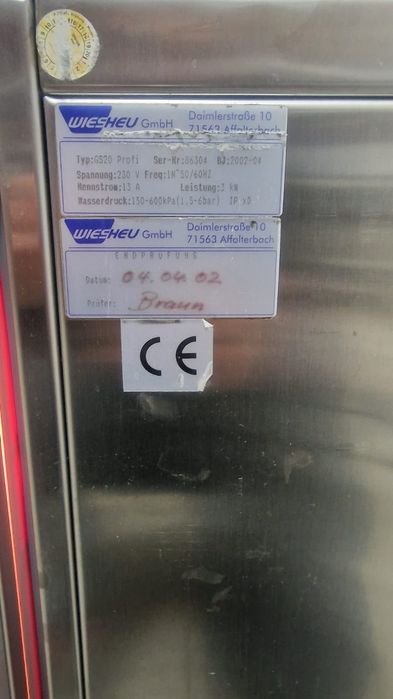 WIESHEU GmbH
Daimlerstraße 10
71563 Affalterbach
Typ:GS20 Profi Ser-Nr:86304 BJ:2002-04
Spannung:230 V Freq:1N~50/60HZ
Nennstrom:13 A Leistung:3 kW
Wasserdruck:150-600kPa(1.5-6bar) IP x0
WIESHEU GmbH
Daimlerstraße 10
71563 Affalterbach
ENDPRÜFUNG
Datum: 04.04.02
Prüfer: Braun
CE